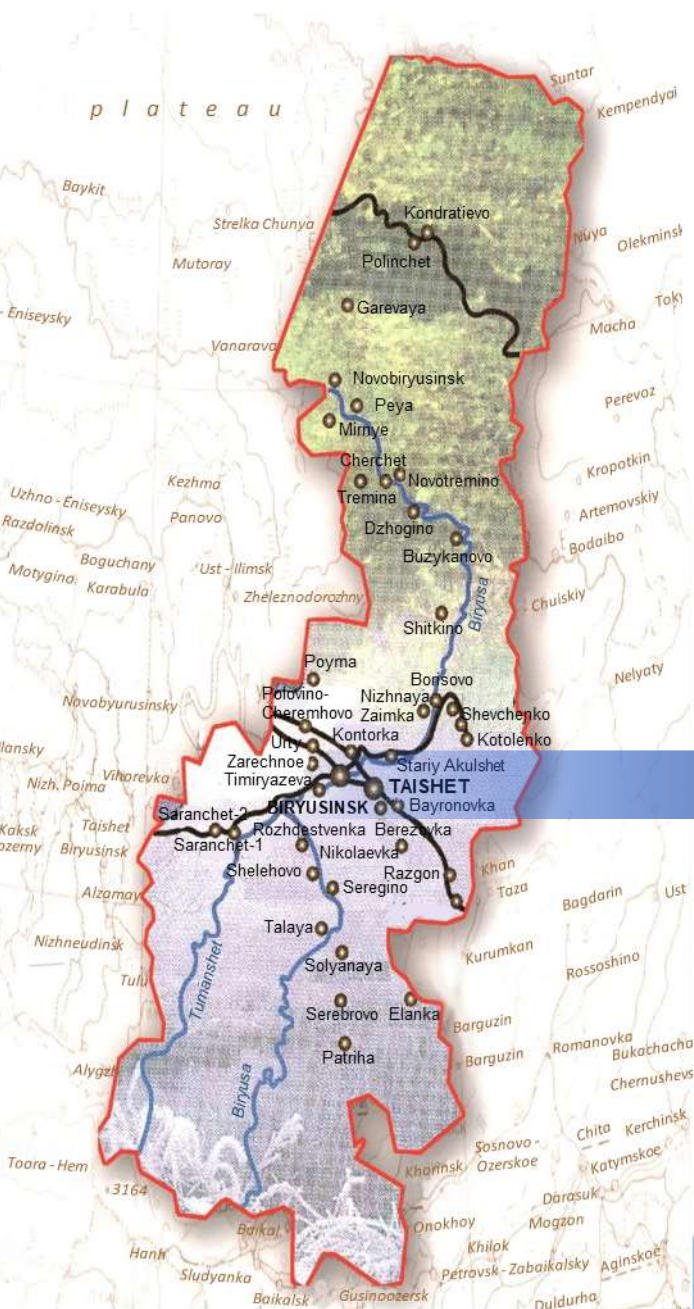 Suntar
Kempendyai
plateau
Baykit
Strelka Chunya
Kondratievo
Nuya
Olekminsk
Polinchet
Mutoray
Garevaya
- Eniseysky
Macha
Vanarava
Novobiryusinsk
Perevoz
Peya
Mirnye
Cherchet
Kropotkin
Kezhma
Novotremino
Uzhno - Eniseysky
Tremina
Artemovskiy
Panovo
Razdolinsk
Dzhogino
Bodaibo
Buzykanovo
Boguchany
Ust - Ilimsk
Motygino
Karabula
Zheleznodorozhny
- Chuiskiy
Biryusa
Shitkino
Poyma
Nelyaty
Borisovo
Polovino-
Cheremhovo
Nizhnaya
Zaimka
Novobyurusinsky
Shevchenko
Kontorka
Kotolenko
Urty
Zarechnoe
Stariy Akulshet
Timiryazeva
Vihorevka
Nizh. Poima
TAISHET
BIRYUSINSK
Bayronovka
Saranchet-2
Taishet
Rozhdestvenka
Berezovka
Saranchet-1
Biryusinsk
Nikolaevka
Shelehovo
Razgon
Khan
Seregino
Taza
Alzamay
Bagdarin
Ust
Talaya
Nizhneudinsk
Solyanaya
Kurumkan
Rossoshino
Tulu
Tumanshet
Serebrovo
Elanka
Barguzin
Romanovka
Patriha
Barguzin
Bukachacha
Alygzh
Chernushevs
Biryusa
Chita
Kerchinsk
Sosnovo -
Ozerskoe
Khorinsk
Katymskoe
Toora - Hem
3164
Darasuk
Onokhoy
Mogzon
Baikal
Hanh
Khilok
Sludyanka
Petrovsk - Zabaikalsky
Aginskoe
Baikalsk
Gusinoozersk
Duldurha